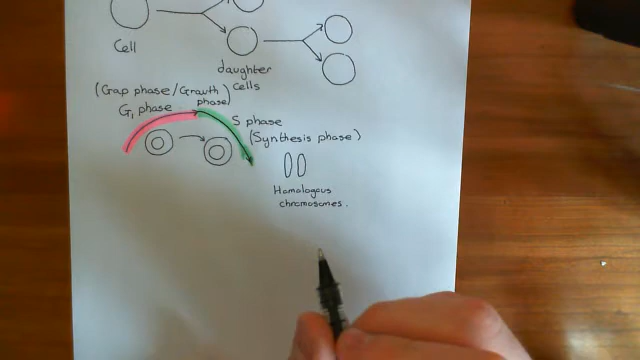 Cell
daughter
cells
(Gap phase/Growth
phase)
G1 phase
S phase
(Synthesis phase)
Homologous
chromosomes.